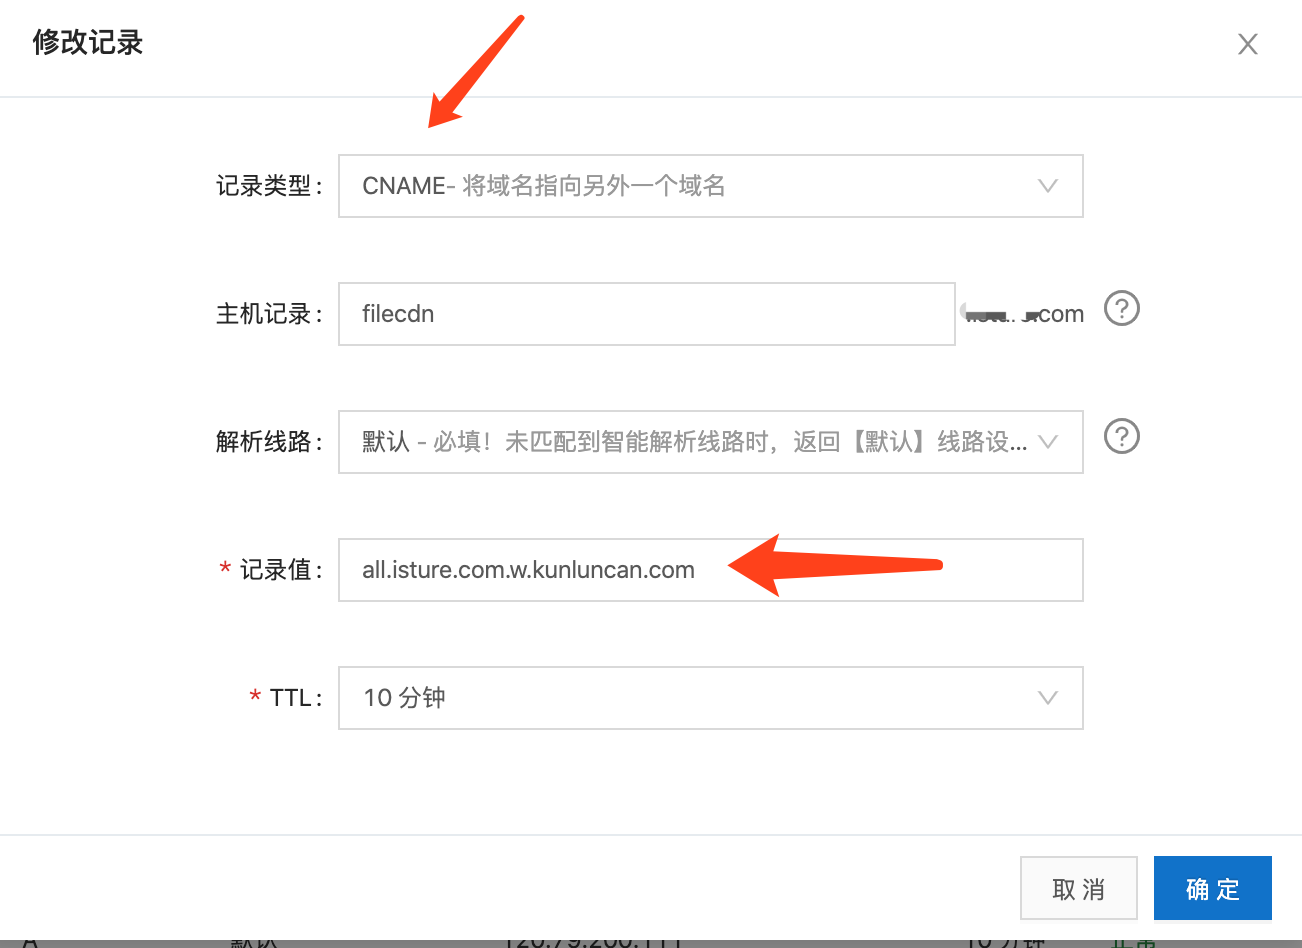 修改记录
记录类型： CNAME- 将域名指向另外一个域名
主机记录： filecdn .com
解析线路： 默认 - 必填！未匹配到智能解析线路时，返回【默认】线路设...
* 记录值： all.isture.com.w.kunluncan.com
* TTL： 10 分钟
取 消 确 定